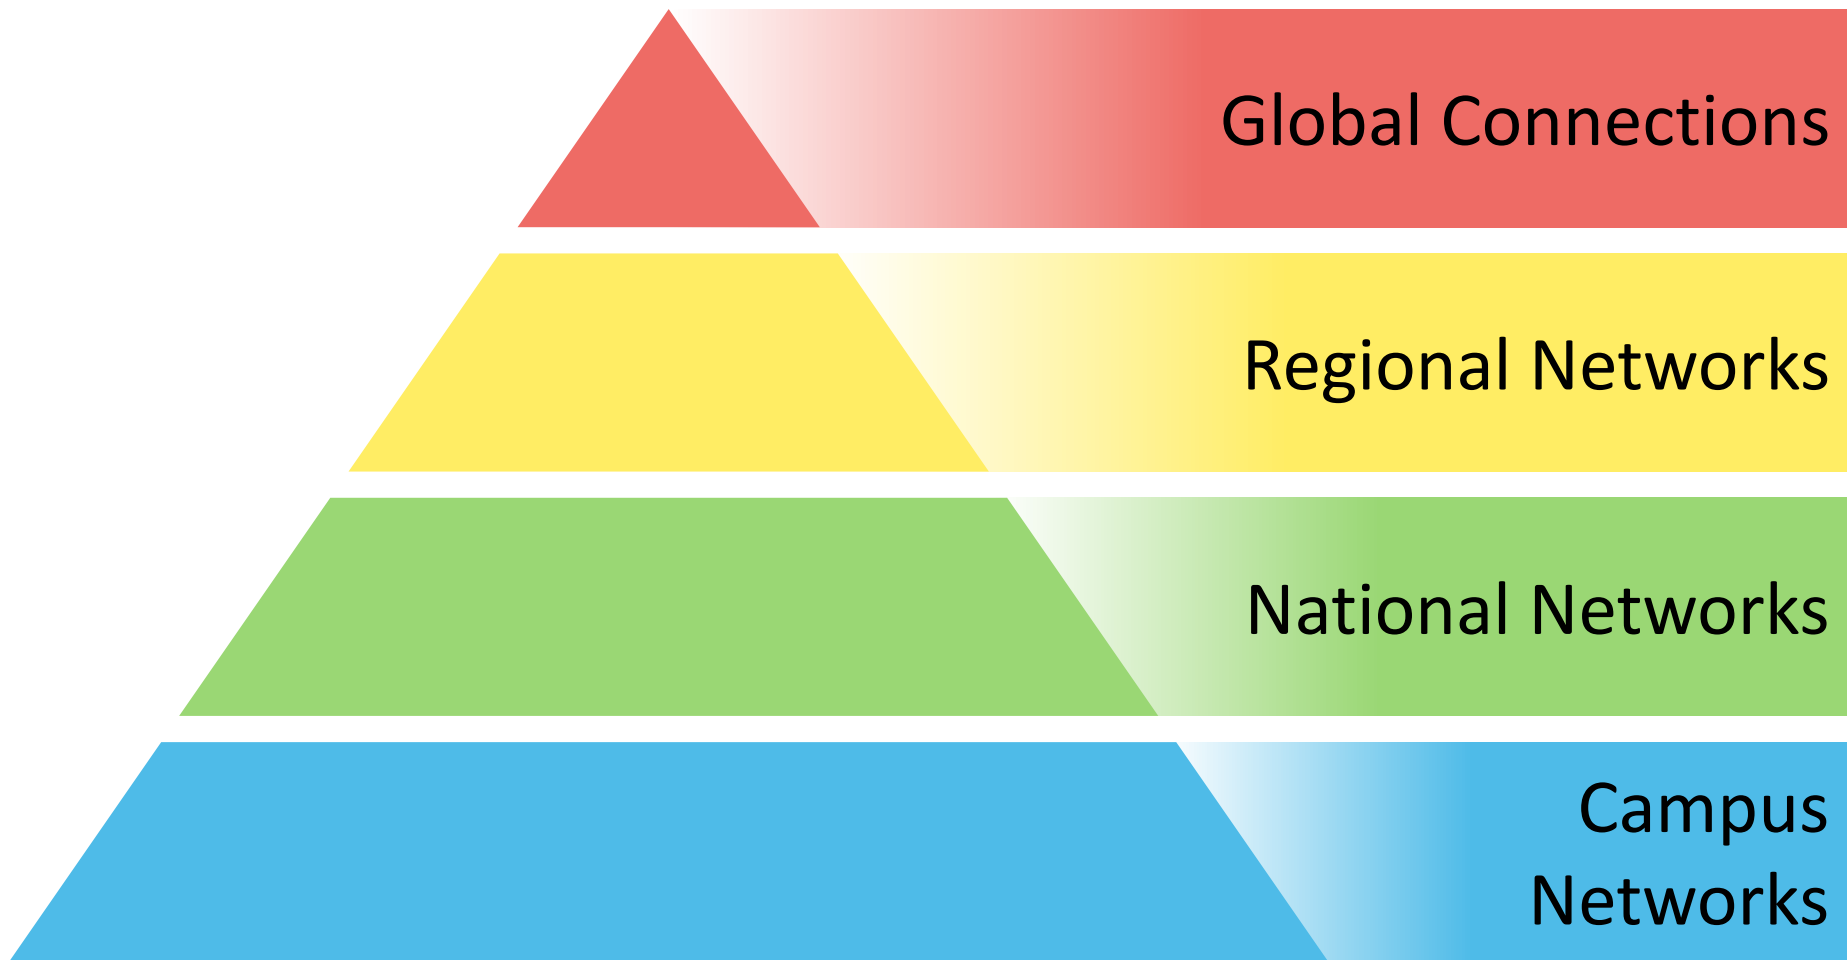 Global Connections
Regional Networks
National Networks
Campus
Networks